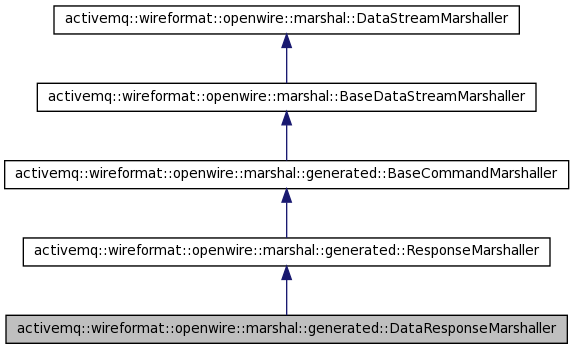 activemq::wireformat::openwire::marshal::DataStreamMarshaller
activemq::wireformat::openwire::marshal::BaseDataStreamMarshaller
activemq::wireformat::openwire::marshal::generated::BaseCommandMarshaller
activemq::wireformat::openwire::marshal::generated::ResponseMarshaller
activemq::wireformat::openwire::marshal::generated::DataResponseMarshaller